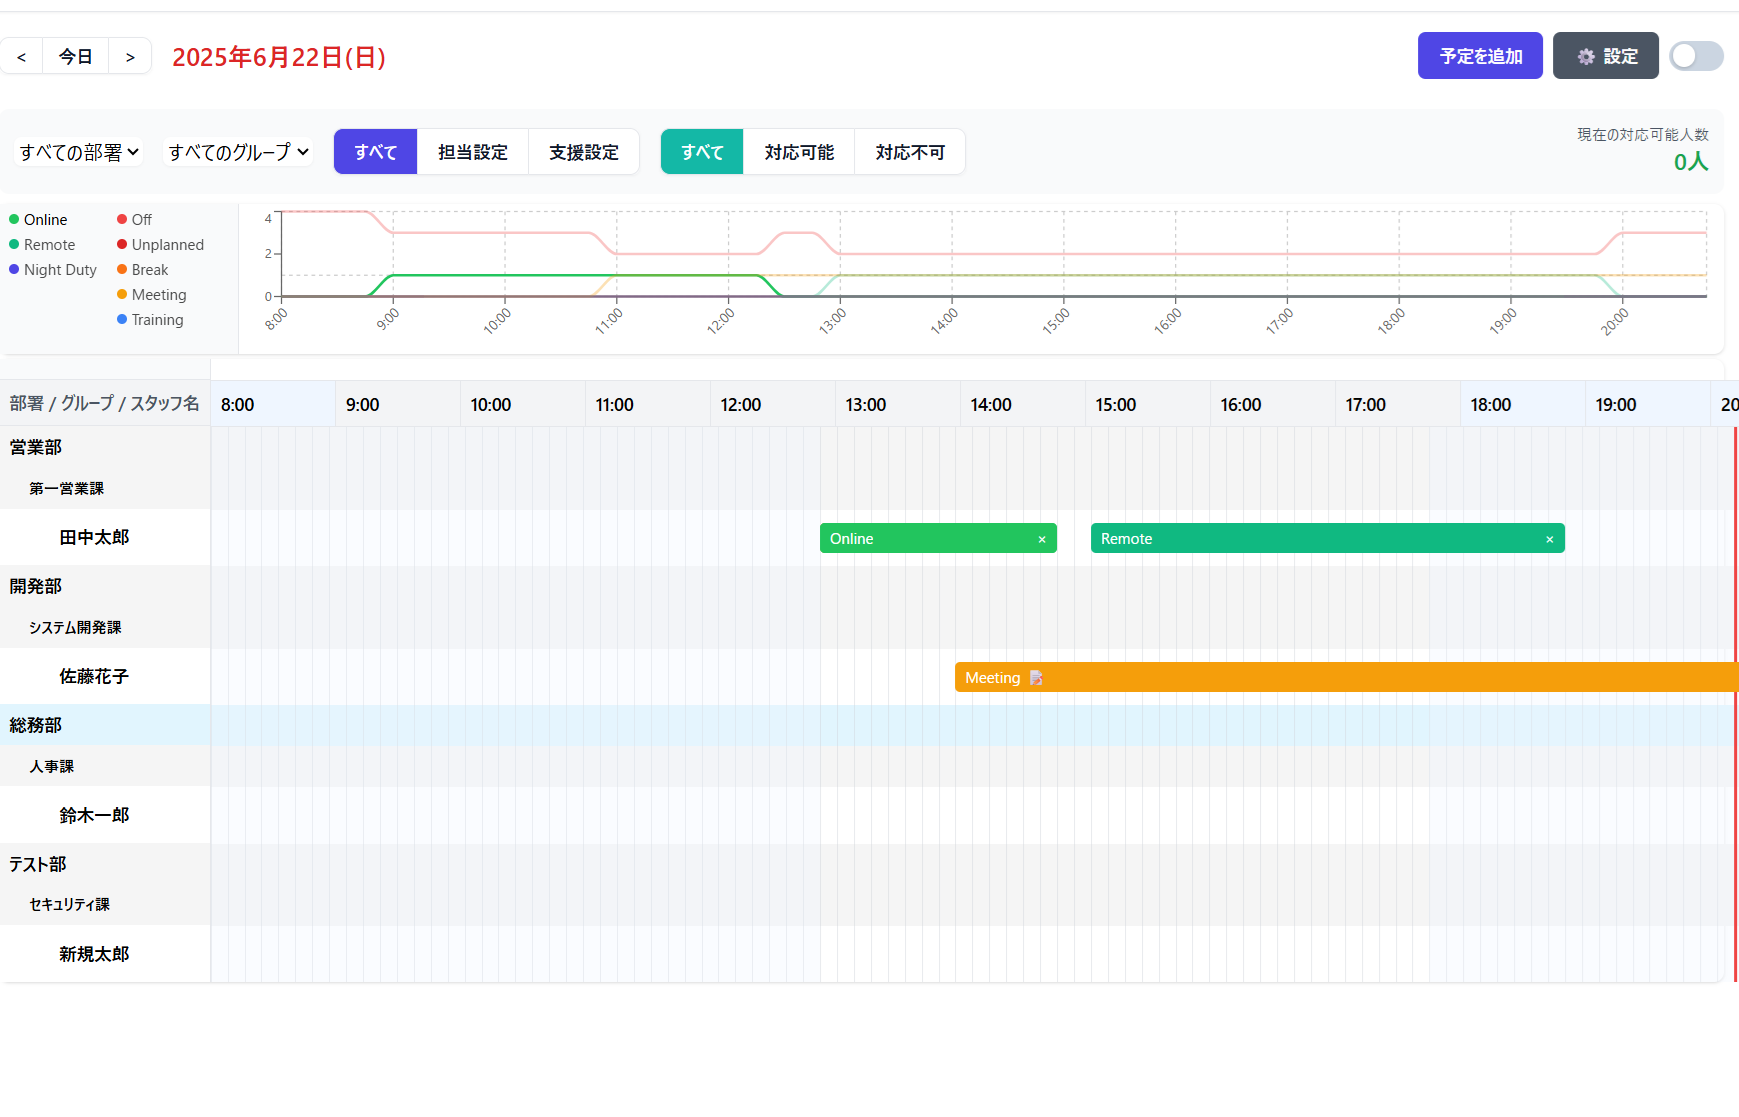 < 今日 > 2025年6月22日(日) 予定を追加 設定
すべての部署 すべてのグループ すべて 担当設定 支援設定 すべて 対応可能 対応不可
現在の対応可能人数
0人
Online
Remote
Night Duty
Off
Unplanned
Break
Meeting
Training
4
2
0
8:00 9:00 10:00 11:00 12:00 13:00 14:00 15:00 16:00 17:00 18:00 19:00 20:00
部署 / グループ / スタッフ名 8:00 9:00 10:00 11:00 12:00 13:00 14:00 15:00 16:00 17:00 18:00 19:00 20
営業部
第一営業課
田中太郎 Online × Remote ×
開発部
システム開発課
佐藤花子 Meeting
総務部
人事課
鈴木一郎
テスト部
セキュリティ課
新規太郎